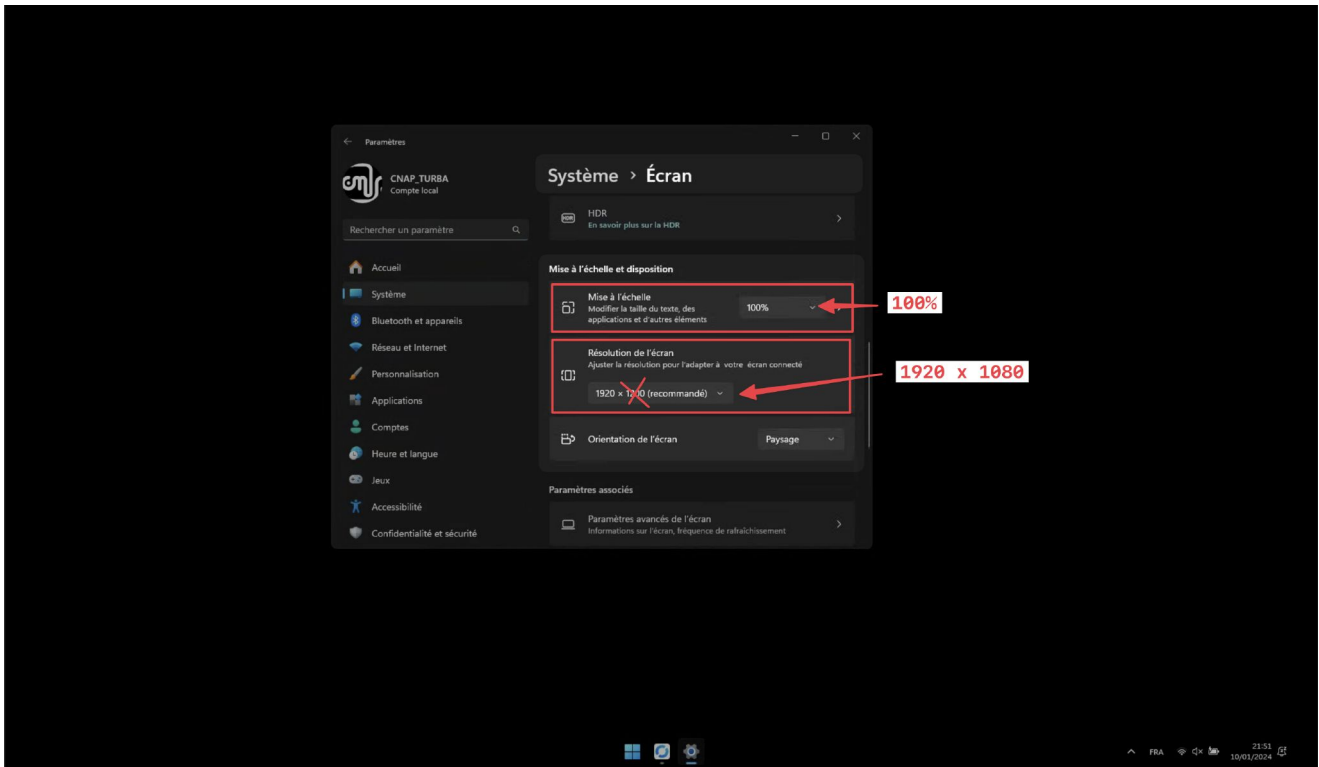 Paramètres
CNAP_TURBA
Compte local
Rechercher un paramètre
Accueil
Système
Bluetooth et appareils
Réseau et Internet
Personnalisation
Applications
Comptes
Heure et langue
Jeux
Accessibilité
Confidentialité et sécurité
Système > Écran
HDR
HDR
En savoir plus sur la HDR
Mise à l'échelle et disposition
Mise à l'échelle
Modifier la taille du texte, des
applications et d'autres éléments
100%
100%
Résolution de l'écran
Ajuster la résolution pour l'adapter à votre écran connecté
1920 × 1200 (recommandé)
1920 x 1080
Orientation de l'écran
Paysage
Paramètres associés
Paramètres avancés de l'écran
Informations sur l'écran, fréquence de rafraîchissement
FRA
21:51
10/01/2024